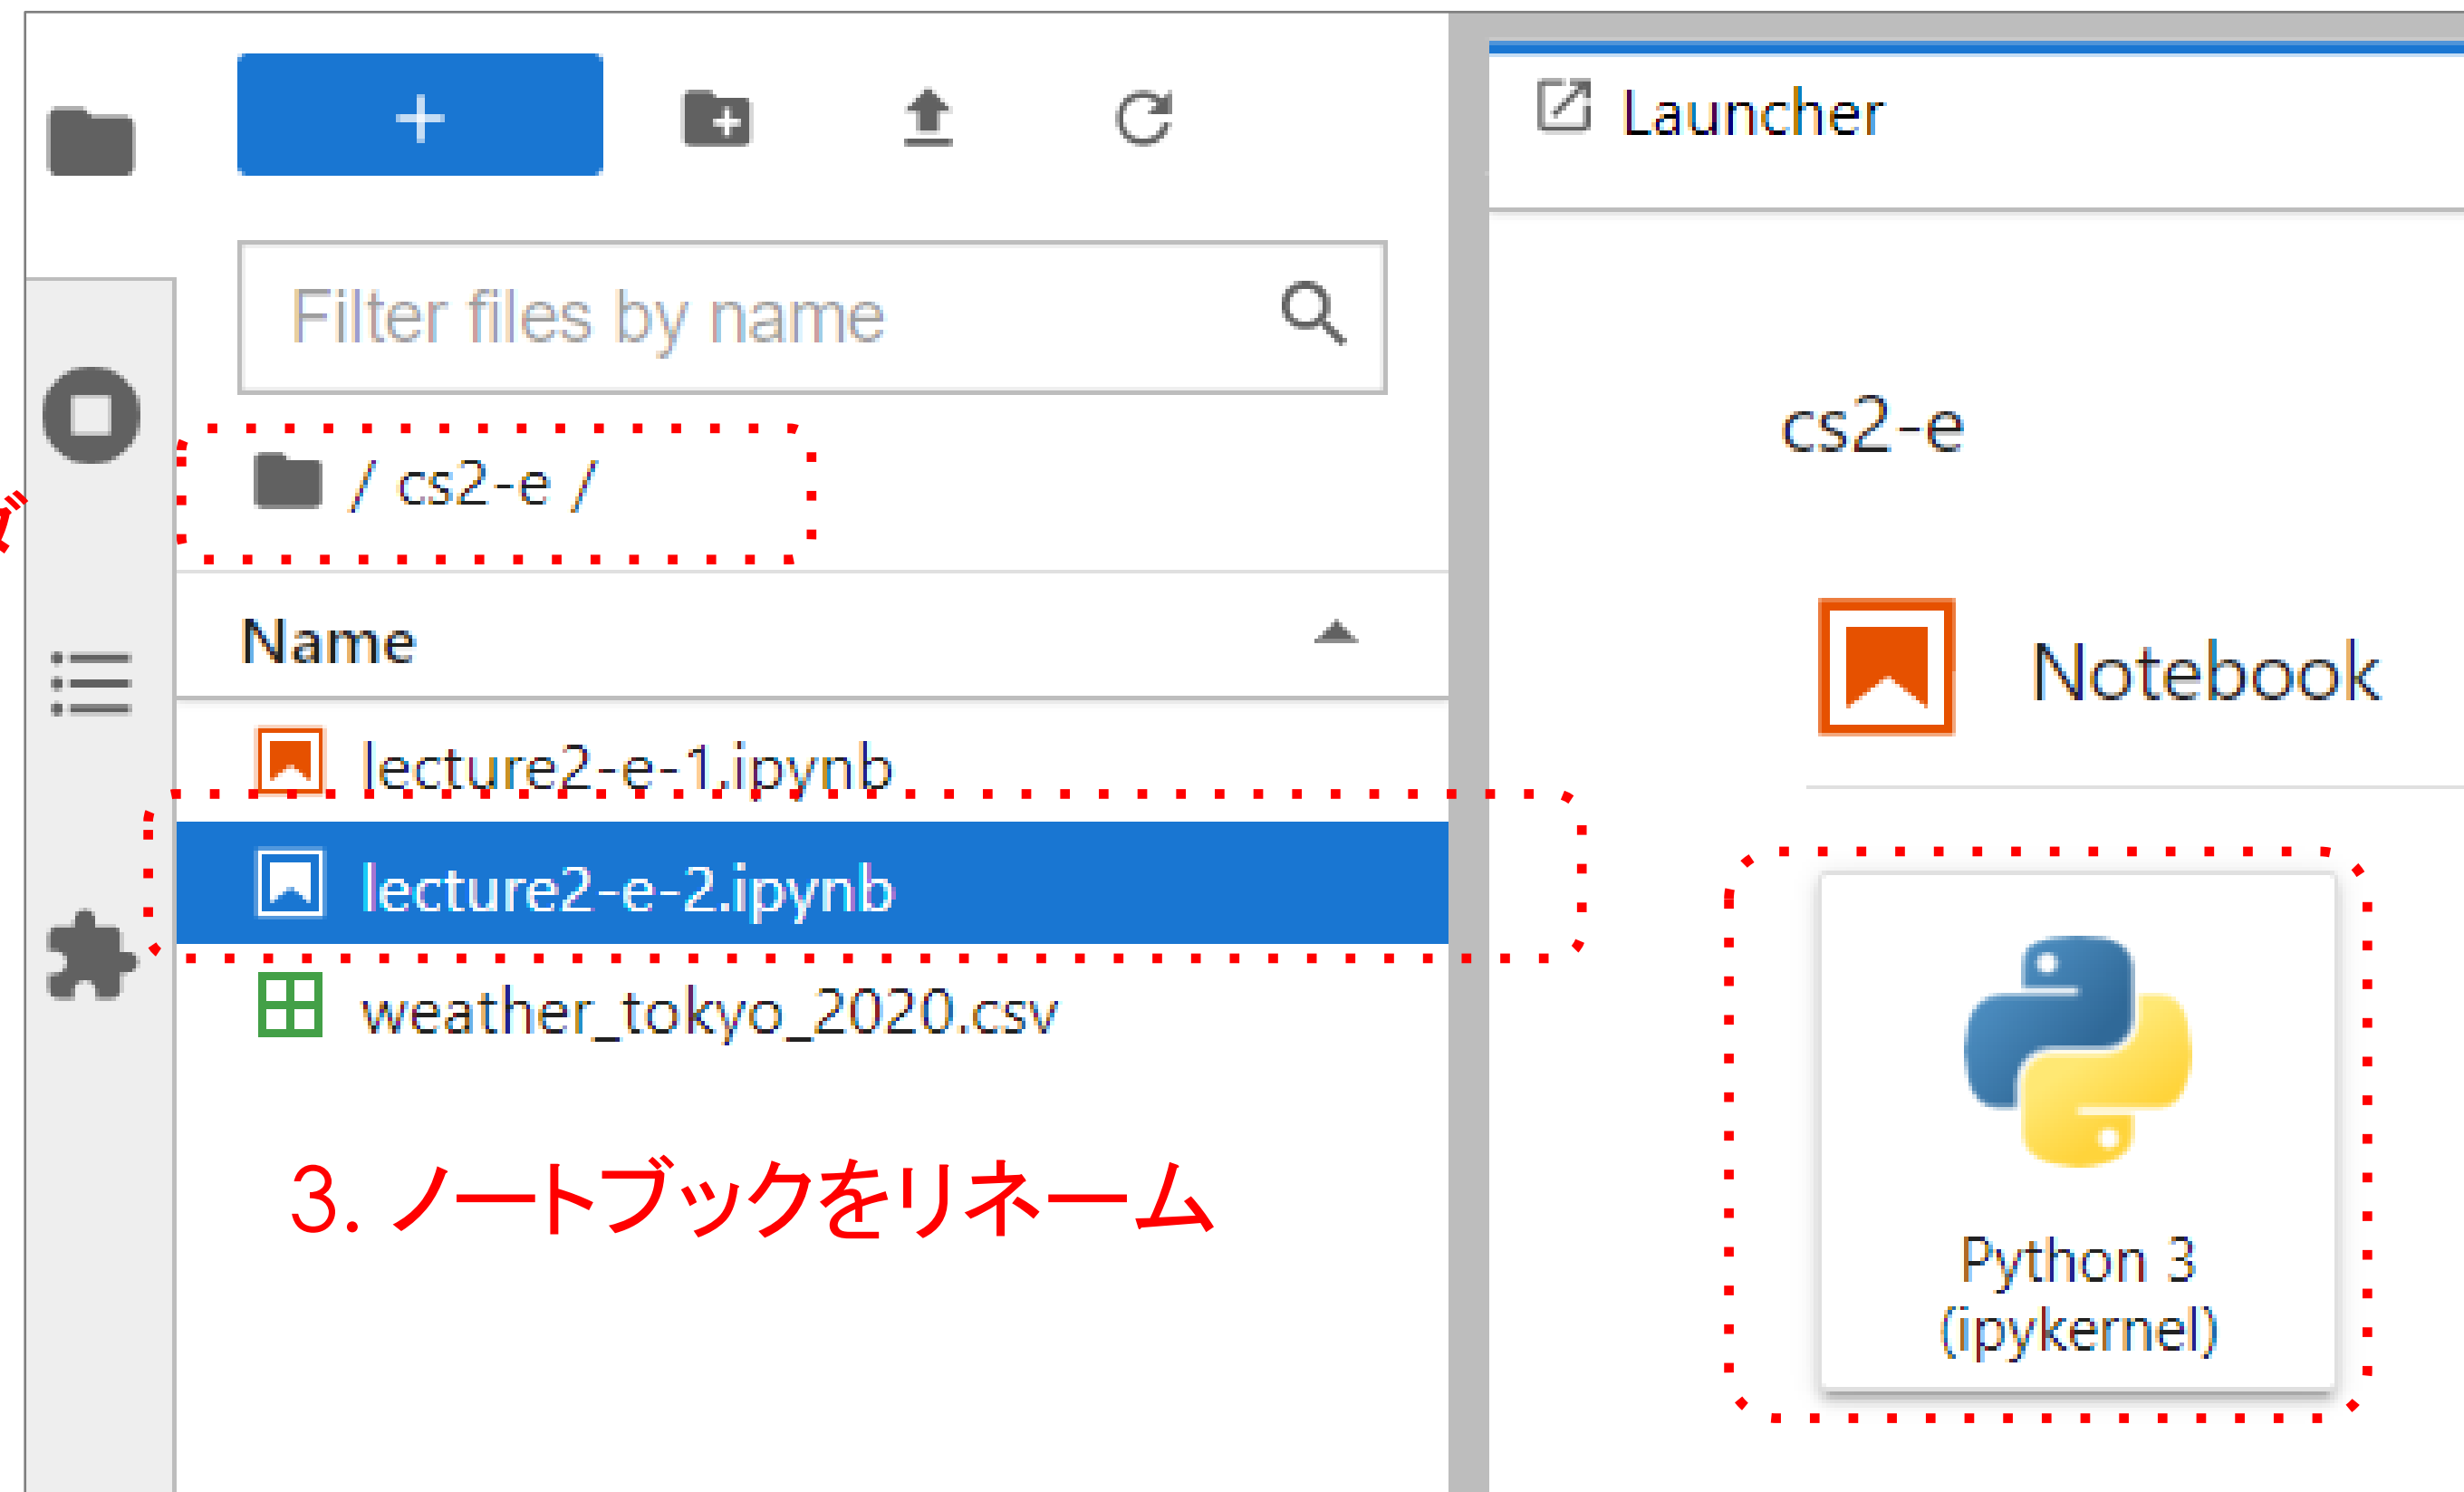 Launcher
Filter files by name
/ cs2-e /
cs2-e
Name
Notebook
lecture2-e-1.ipynb
lecture2-e-2.ipynb
weather_tokyo_2020.csv
3. ノートブックをリネーム
Python 3
(ipykernel)